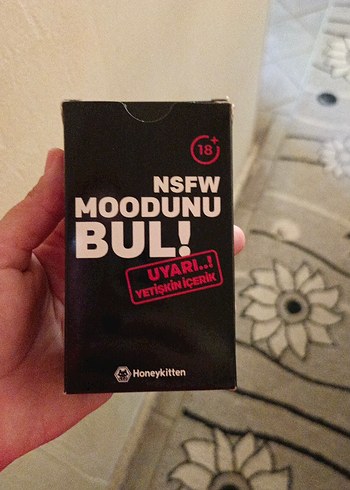 18+
NSFW
MOODUNU
BUL!
UYARI..!
YETİŞKİN İÇERİK
Honeykitten